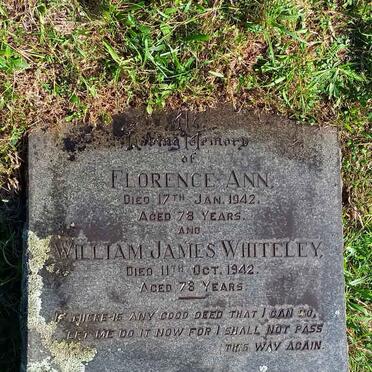 In Loving Memory
of
FLORENCE ANN,
DIED 17TH JAN. 1942.
AGED 78 YEARS.
AND
WILLIAM JAMES WHITELEY,
DIED 11TH OCT. 1942.
AGED 78 YEARS
IF THERE IS ANY GOOD DEED THAT I CAN DO,
LET ME DO IT NOW FOR I SHALL NOT PASS
THIS WAY AGAIN.